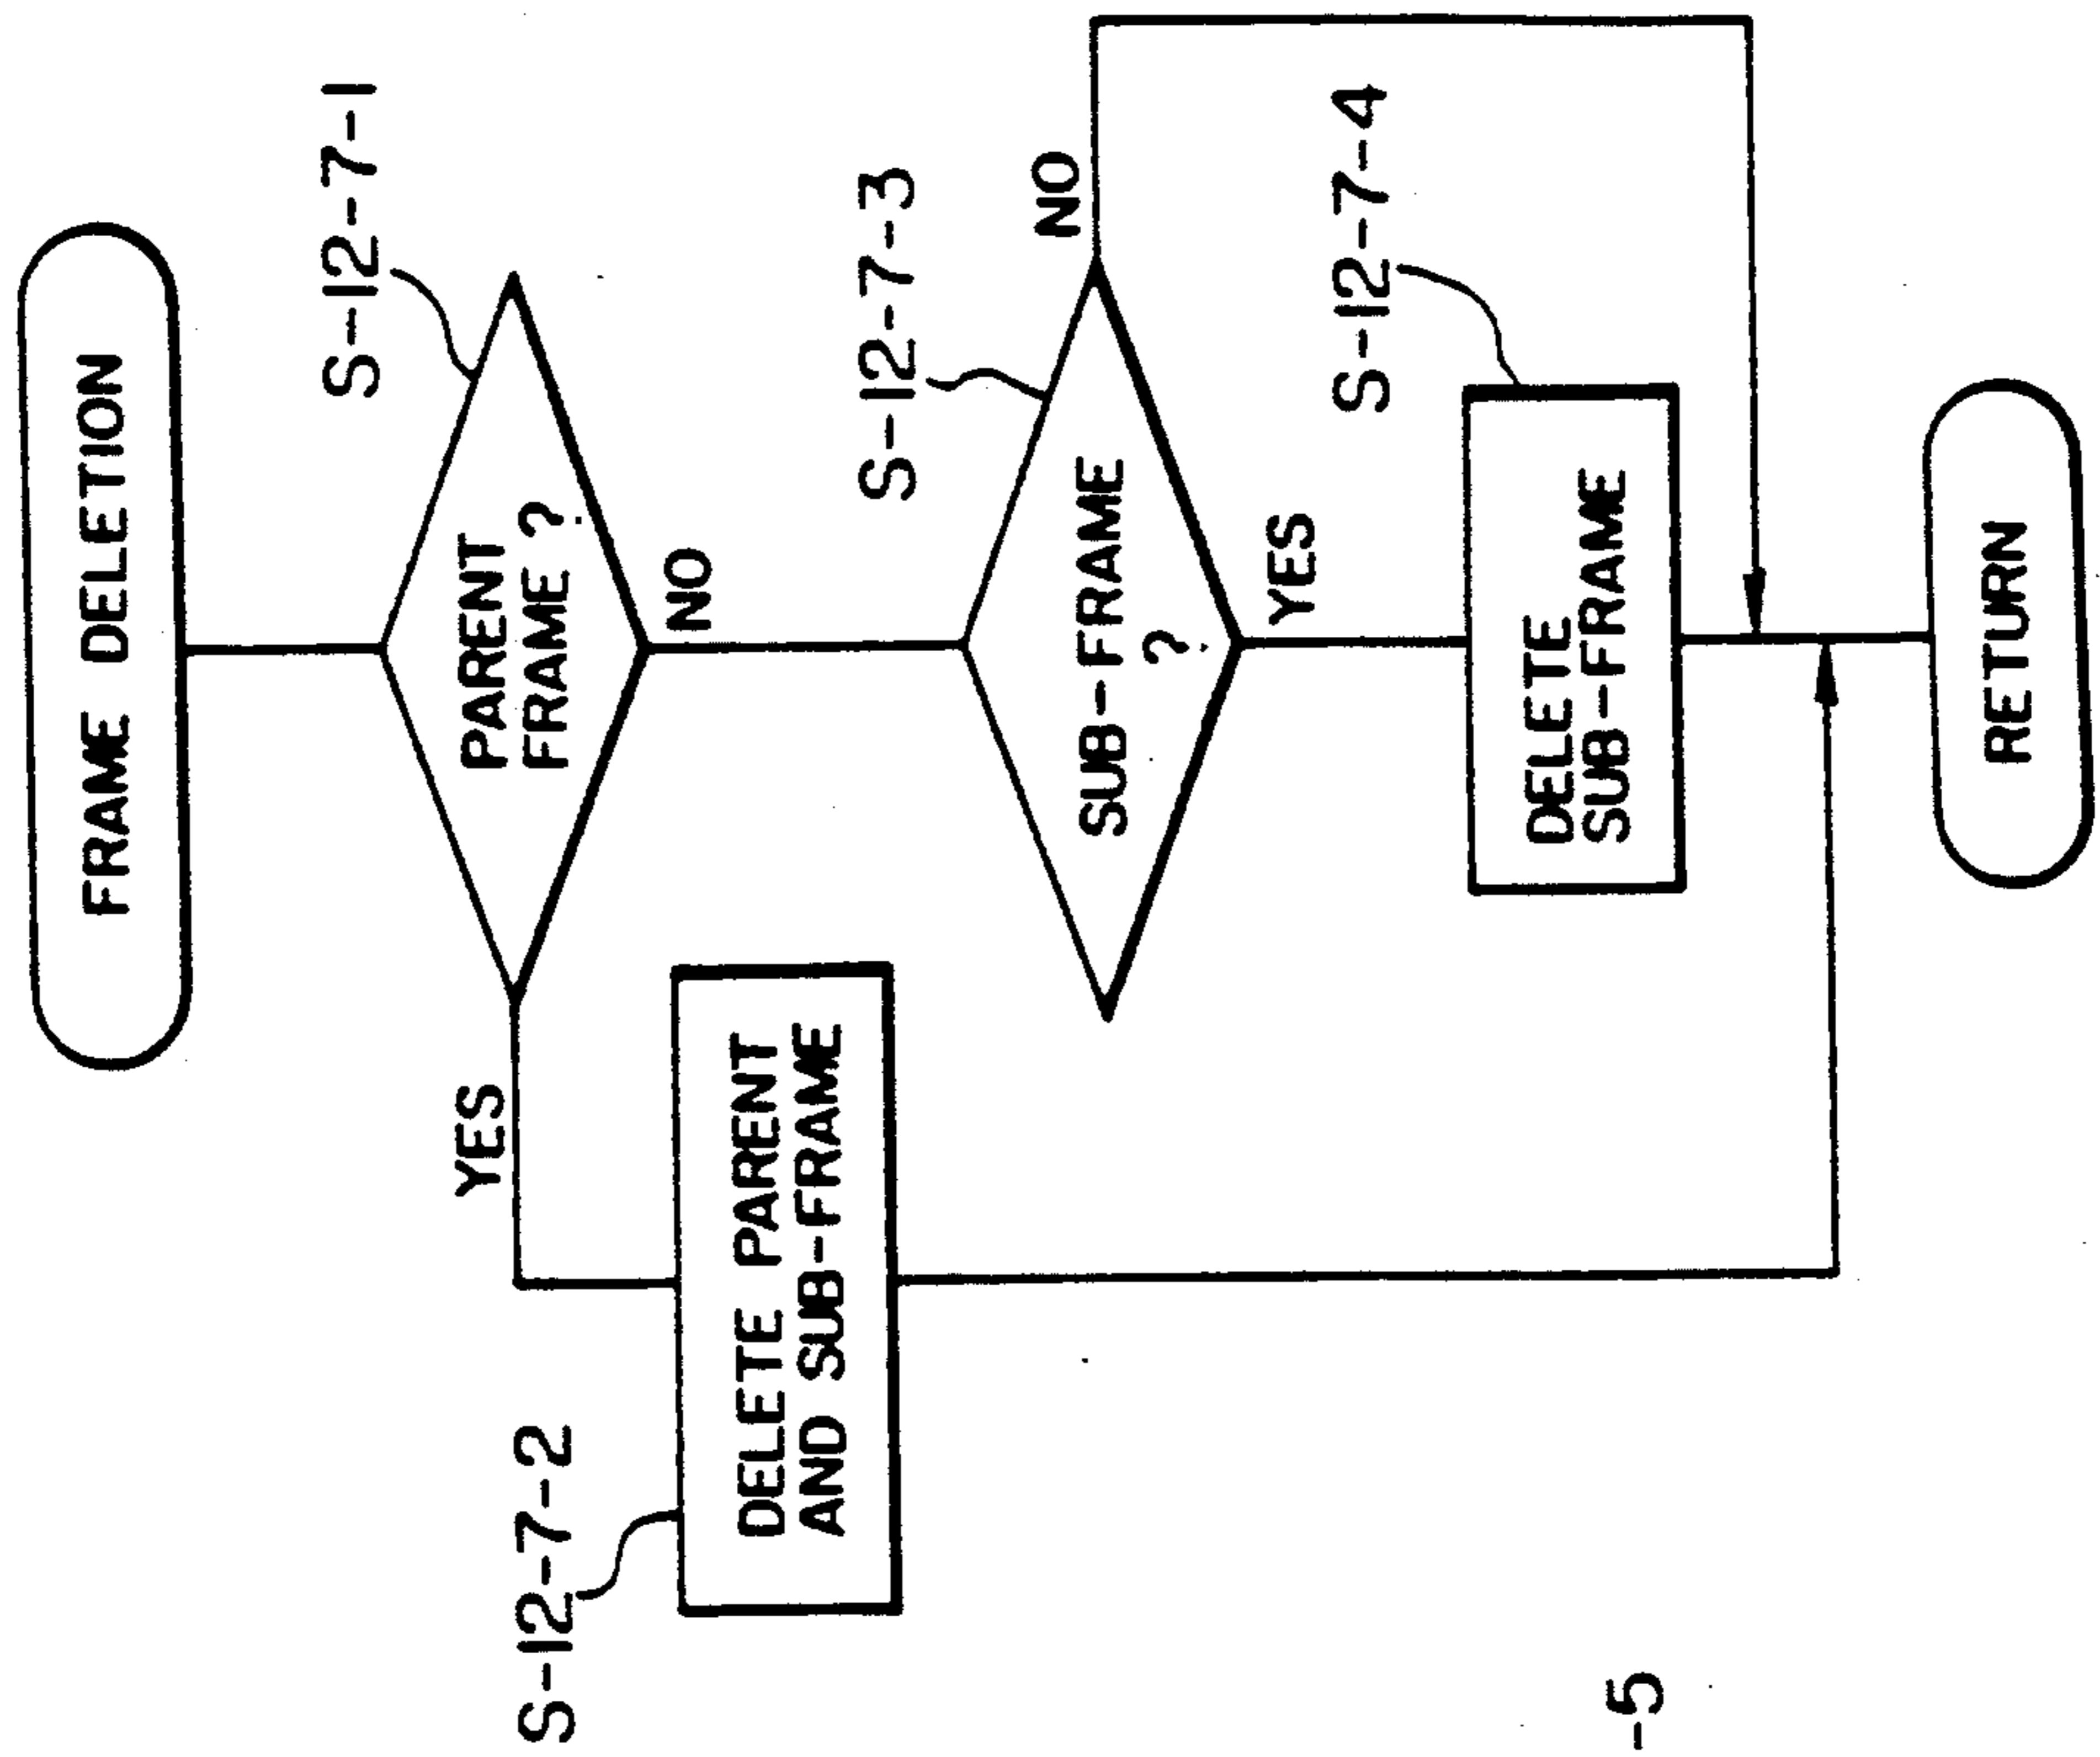 FRAME DELETION
S-12-7-1
PARENT
FRAME ?
YES
NO
S-12-7-2
DELETE PARENT
AND SUB-FRAME
S-12-7-3
SUB-FRAME
?
NO
YES
S-12-7-4
DELETE
SUB-FRAME
RETURN
-5